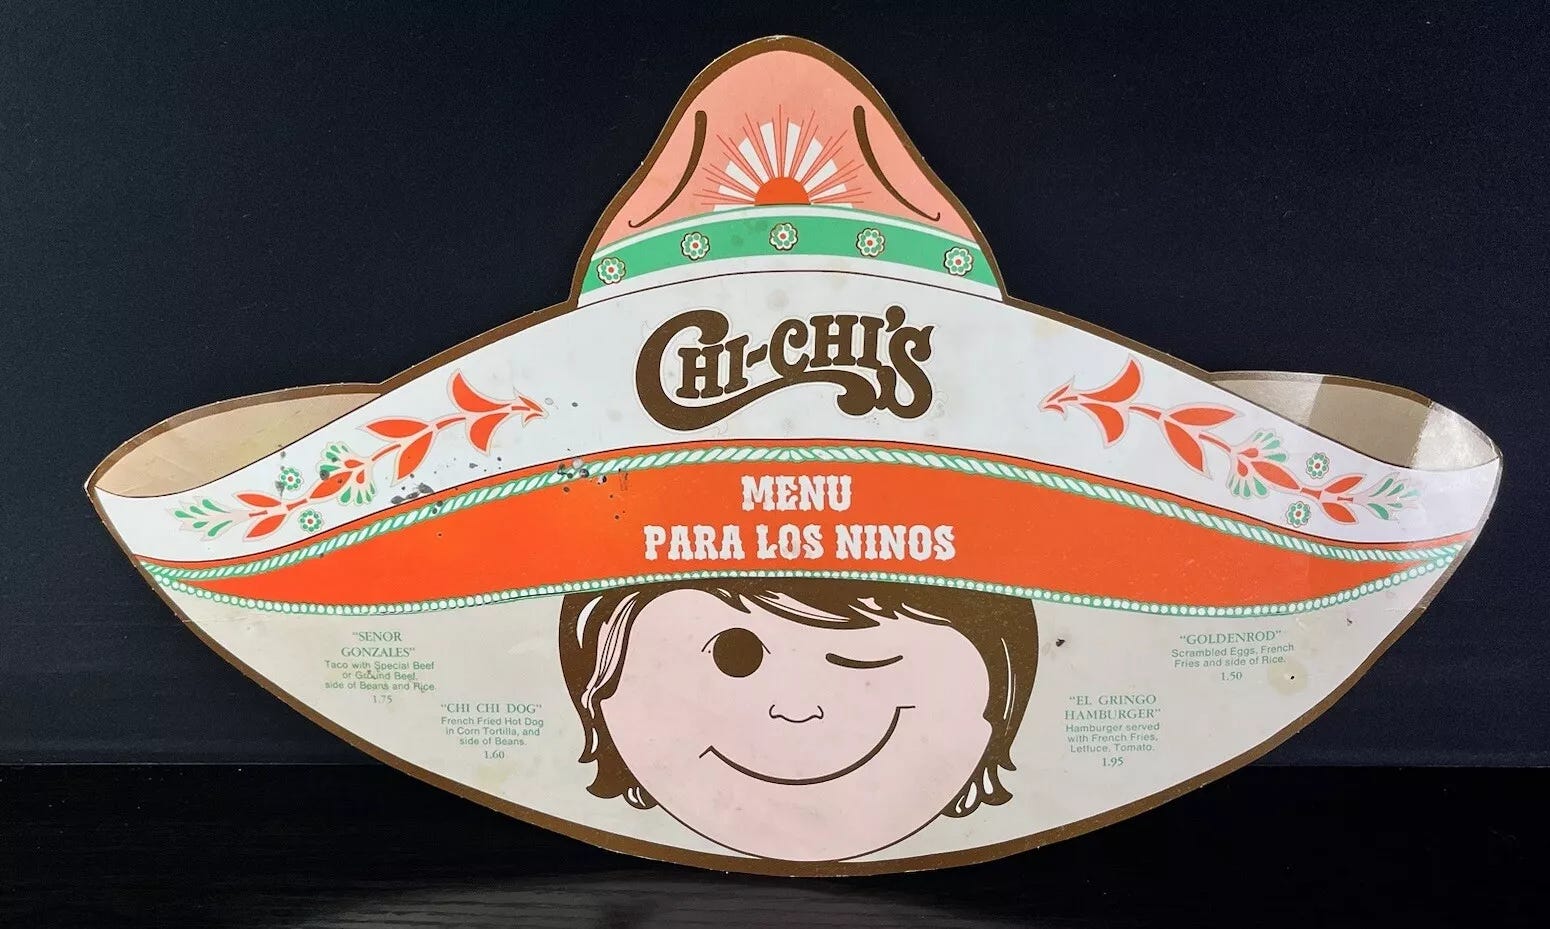 CHI-CHI'S
MENU
PARA LOS NINOS
"SENOR
GONZALES"
Taco with Special Beef
or Ground Beef,
side of Beans and Rice.
1.75
"CHI CHI DOG"
French Fried Hot Dog
in Corn Tortilla, and
side of Beans.
1.60
"GOLDENROD"
Scrambled Eggs, French
Fries and side of Rice.
1.50
"EL GRINGO
HAMBURGER"
Hamburger served
with French Fries,
Lettuce, Tomato.
1.95